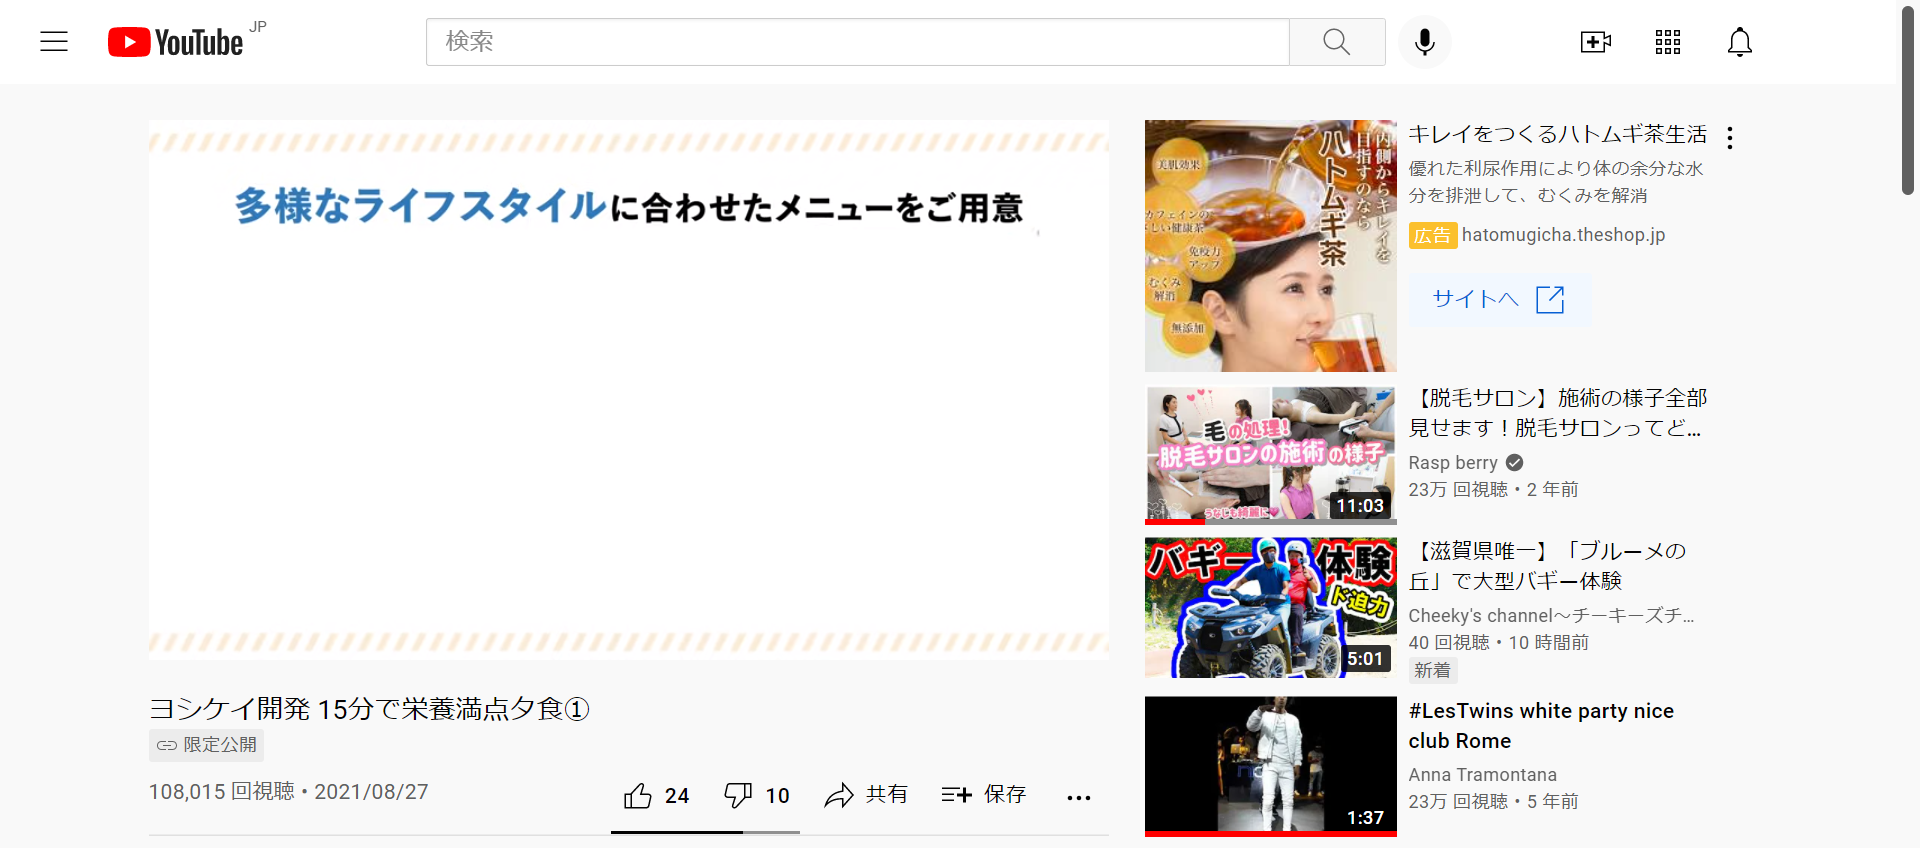 YouTube JP
検索
多様なライフスタイルに合わせたメニューをご用意
ヨシケイ開発 15分で栄養満点夕食①
限定公開
108,015 回視聴・2021/08/27
24
10
共有
保存
内側からキレイを
目指すのなら
ハトムギ茶
美肌効果
カフェインの
しい健康茶
免疫力
アップ
むくみ
解消
無添加
キレイをつくるハトムギ茶生活
優れた利尿作用により体の余分な水
分を排泄して、むくみを解消
広告 hatomugicha.theshop.jp
サイトへ
毛の処理!
脱毛サロンの施術の様子
うなじも綺麗に
11:03
【脱毛サロン】施術の様子全部
見せます！脱毛サロンってど...
Rasp berry
23万 回視聴・2 年前
バギー体験
ド迫力
5:01
【滋賀県唯一】「ブルーメの
丘」で大型バギー体験
Cheeky's channel〜チーキーズチ...
40 回視聴・10 時間前
新着
1:37
#LesTwins white party nice
club Rome
Anna Tramontana
23万 回視聴・5 年前